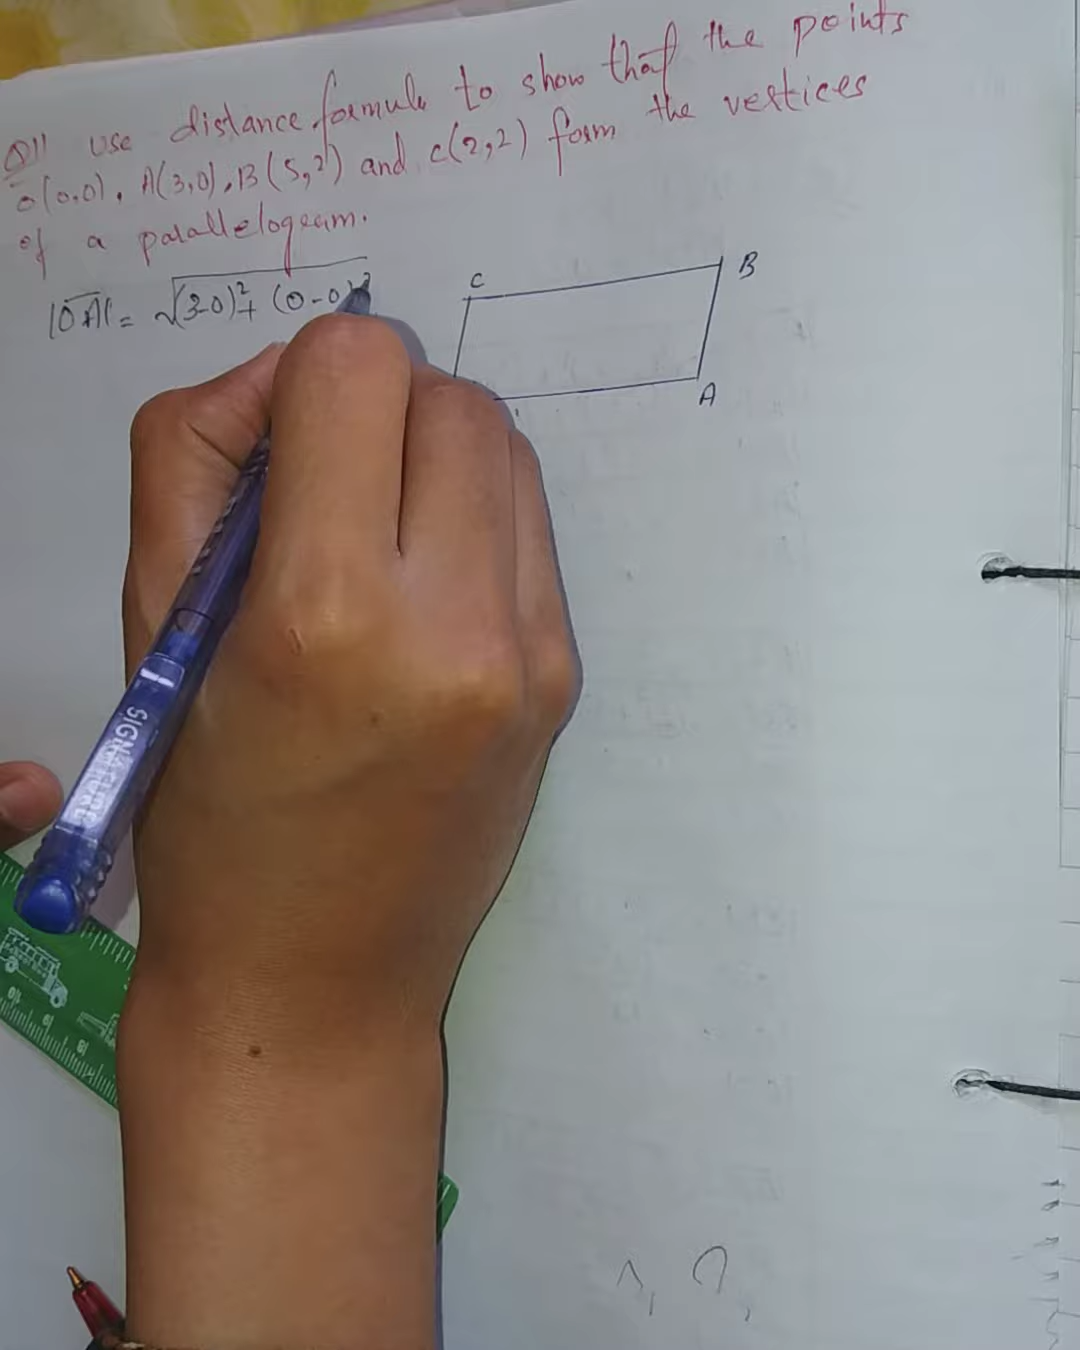 Q11 use distance formula to show that the points
O(0,0), A(3,0), B(5,2) and C(2,2) form the vertices
of a parallelogram.
|OA| = √(3-0)² + (0-0)²
C
B
A
SIGNATURE